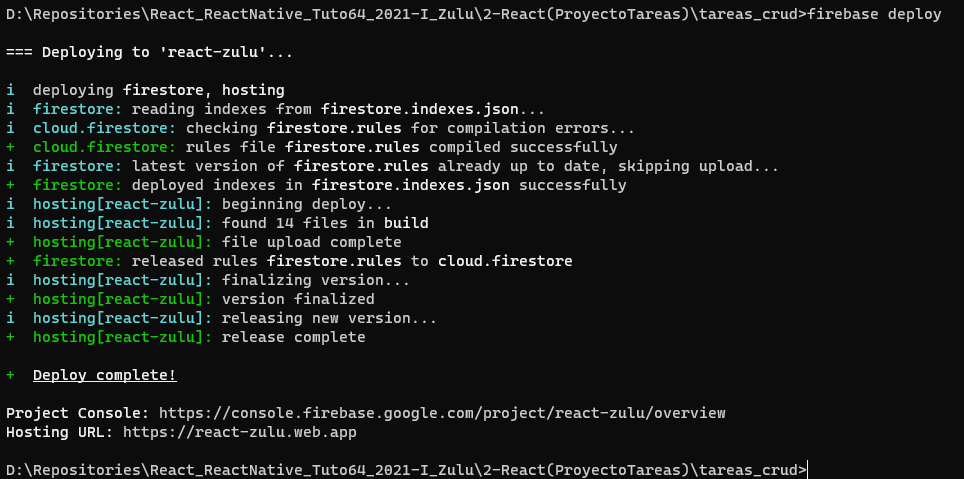 D:\Repositories\React_ReactNative_Tuto64_2021-I_Zulu\2-React(ProyectoTareas)\tareas_crud>firebase deploy
=== Deploying to 'react-zulu'...
i  deploying firestore, hosting
i  firestore: reading indexes from firestore.indexes.json...
i  cloud.firestore: checking firestore.rules for compilation errors...
+  cloud.firestore: rules file firestore.rules compiled successfully
i  firestore: latest version of firestore.rules already up to date, skipping upload...
+  firestore: deployed indexes in firestore.indexes.json successfully
i  hosting[react-zulu]: beginning deploy...
i  hosting[react-zulu]: found 14 files in build
+  hosting[react-zulu]: file upload complete
+  firestore: released rules firestore.rules to cloud.firestore
i  hosting[react-zulu]: finalizing version...
+  hosting[react-zulu]: version finalized
i  hosting[react-zulu]: releasing new version...
+  hosting[react-zulu]: release complete
+  Deploy complete!
Project Console: https://console.firebase.google.com/project/react-zulu/overview
Hosting URL: https://react-zulu.web.app
D:\Repositories\React_ReactNative_Tuto64_2021-I_Zulu\2-React(ProyectoTareas)\tareas_crud>